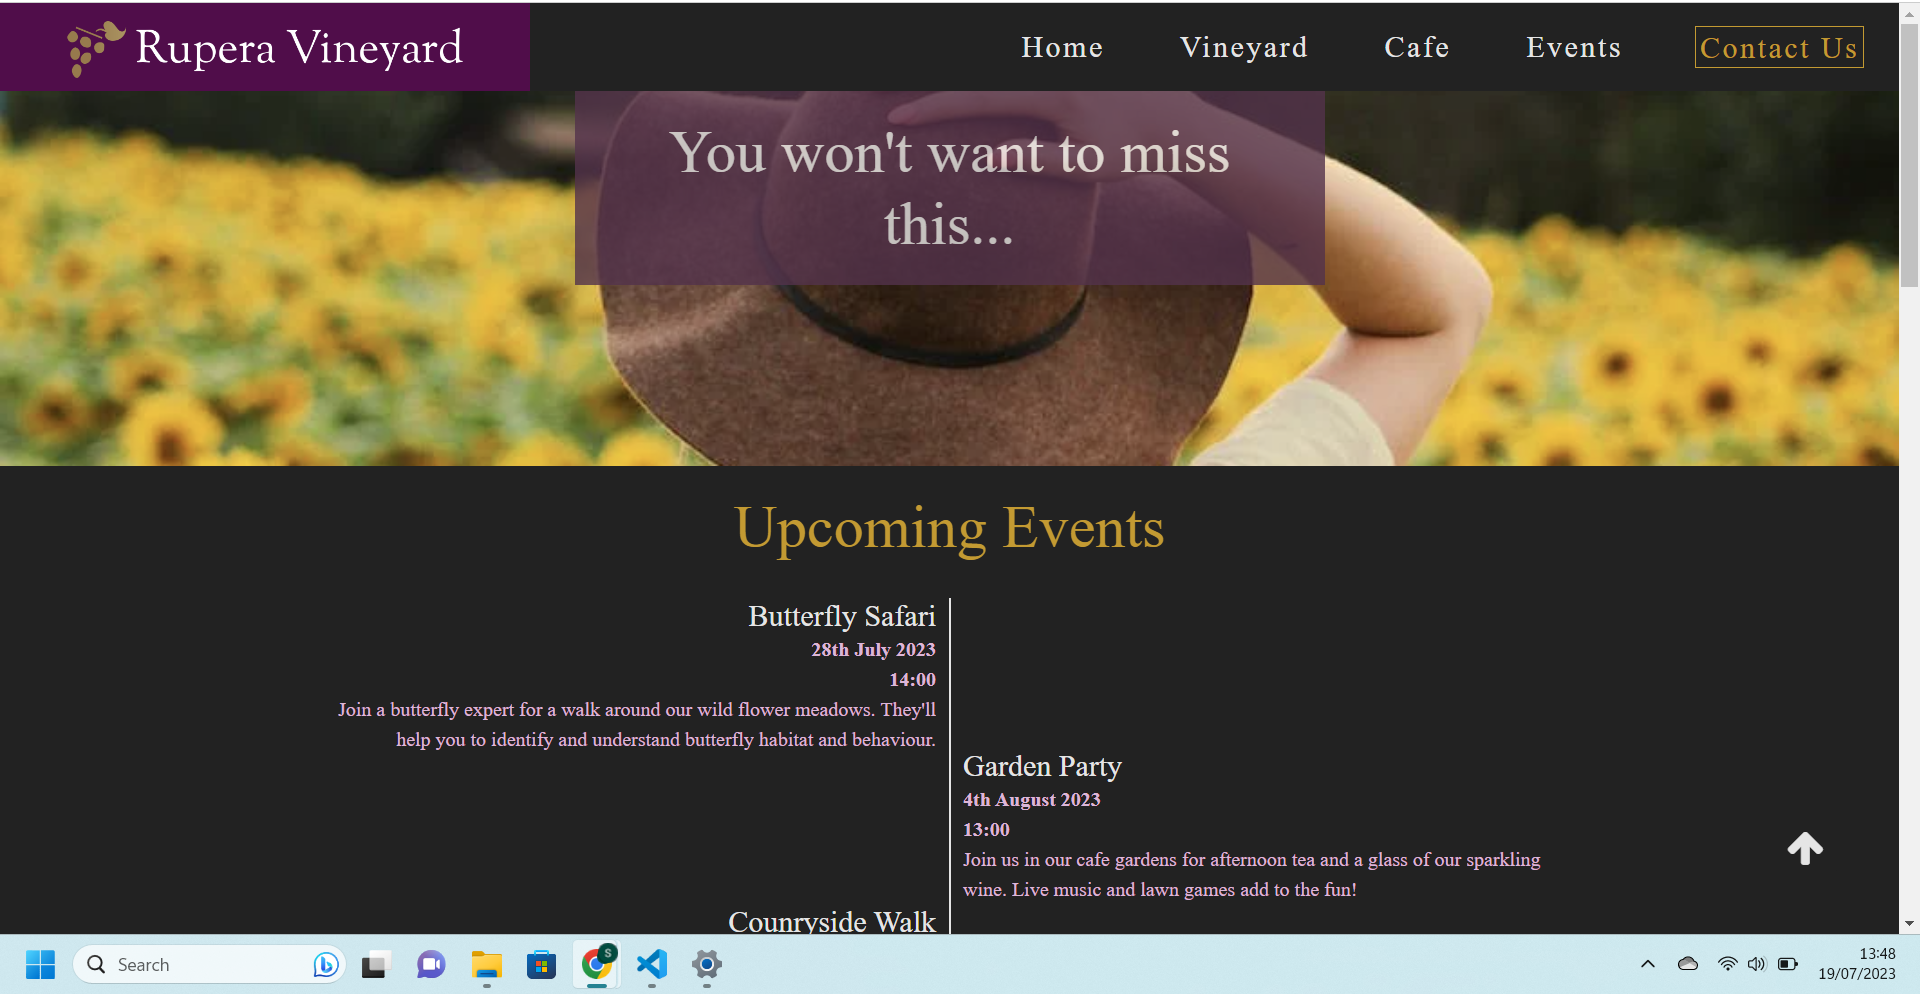 Rupera Vineyard
Home Vineyard Cafe Events Contact Us
You won't want to miss
this...
Upcoming Events
Butterfly Safari
28th July 2023
14:00
Join a butterfly expert for a walk around our wild flower meadows. They'll
help you to identify and understand butterfly habitat and behaviour.
Garden Party
4th August 2023
13:00
Join us in our cafe gardens for afternoon tea and a glass of our sparkling
wine. Live music and lawn games add to the fun!
Counryside Walk
Search
S
13:48
19/07/2023